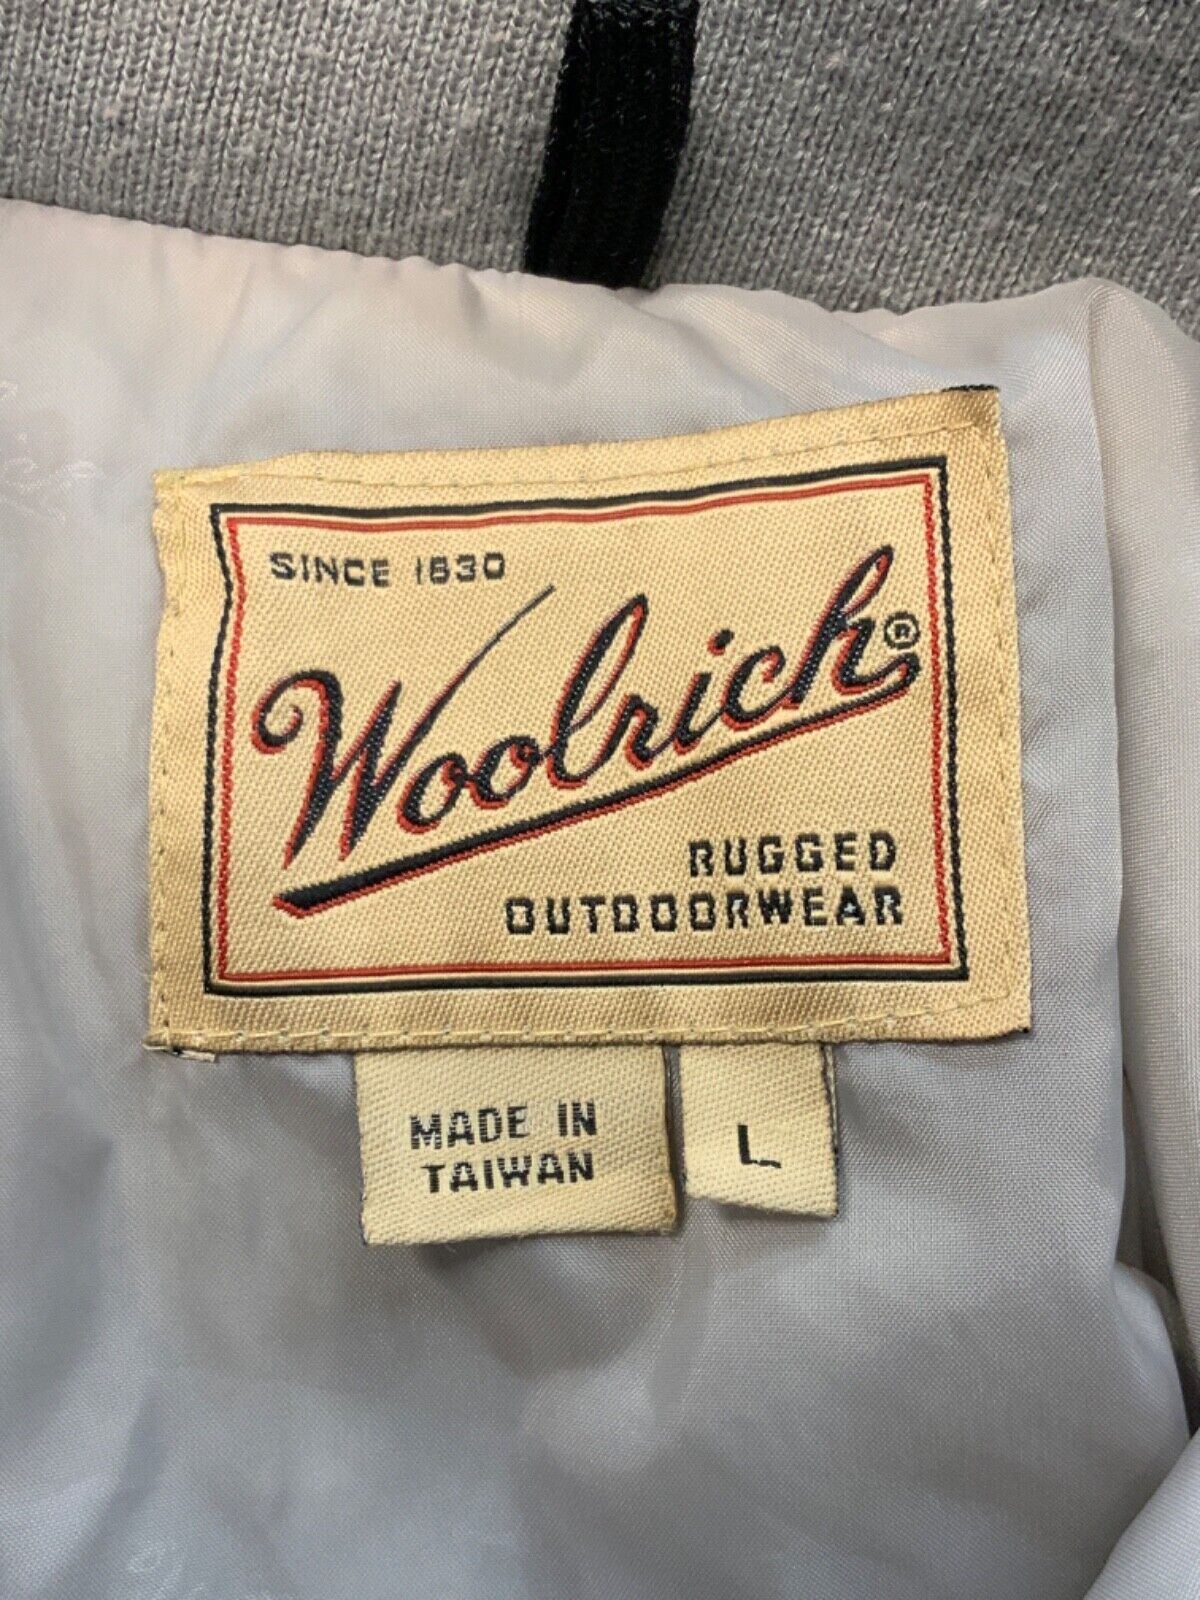 SINCE 1830
Woolrich®
RUGGED
OUTDOORWEAR
MADE IN
TAIWAN
L